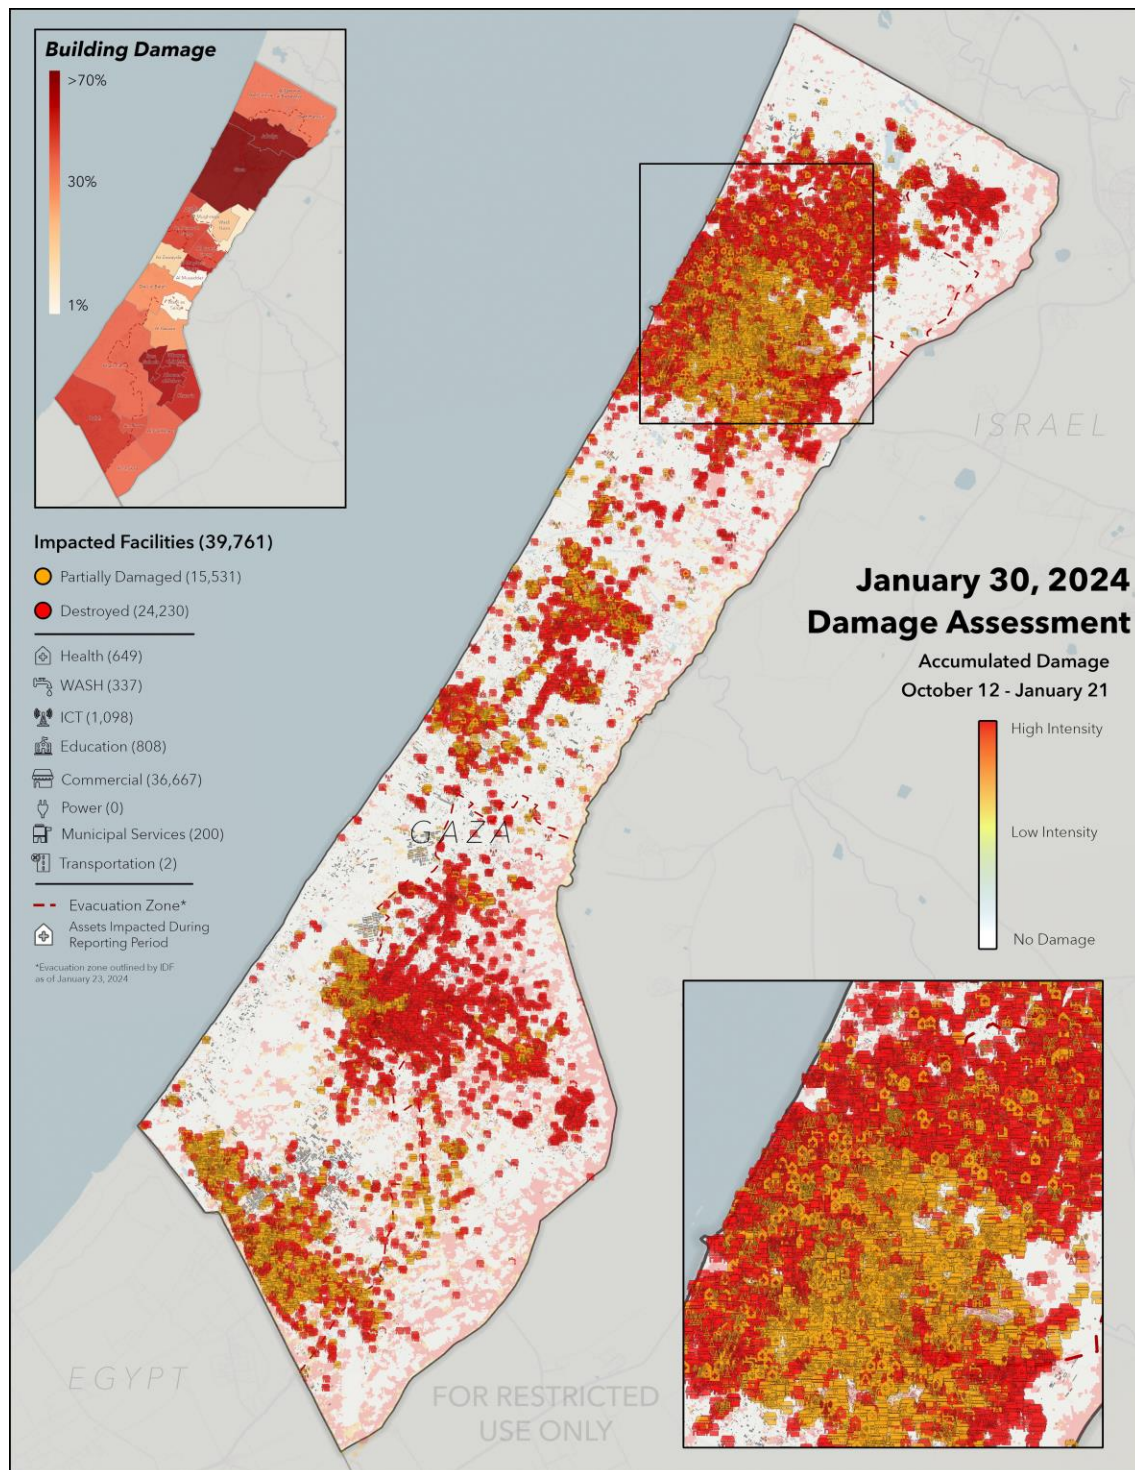 Building Damage
>70%
30%
1%
Impacted Facilities (39,761)
Partially Damaged (15,531)
Destroyed (24,230)
Health (649)
WASH (337)
ICT (1,098)
Education (808)
Commercial (36,667)
Power (0)
Municipal Services (200)
Transportation (2)
Evacuation Zone*
Assets Impacted During
Reporting Period
*Evacuation zone outlined by IDF
as of January 23, 2024
January 30, 2024
Damage Assessment
Accumulated Damage
October 12 - January 21
High Intensity
Low Intensity
No Damage
ISRAEL
GAZA
EGYPT
FOR RESTRICTED
USE ONLY